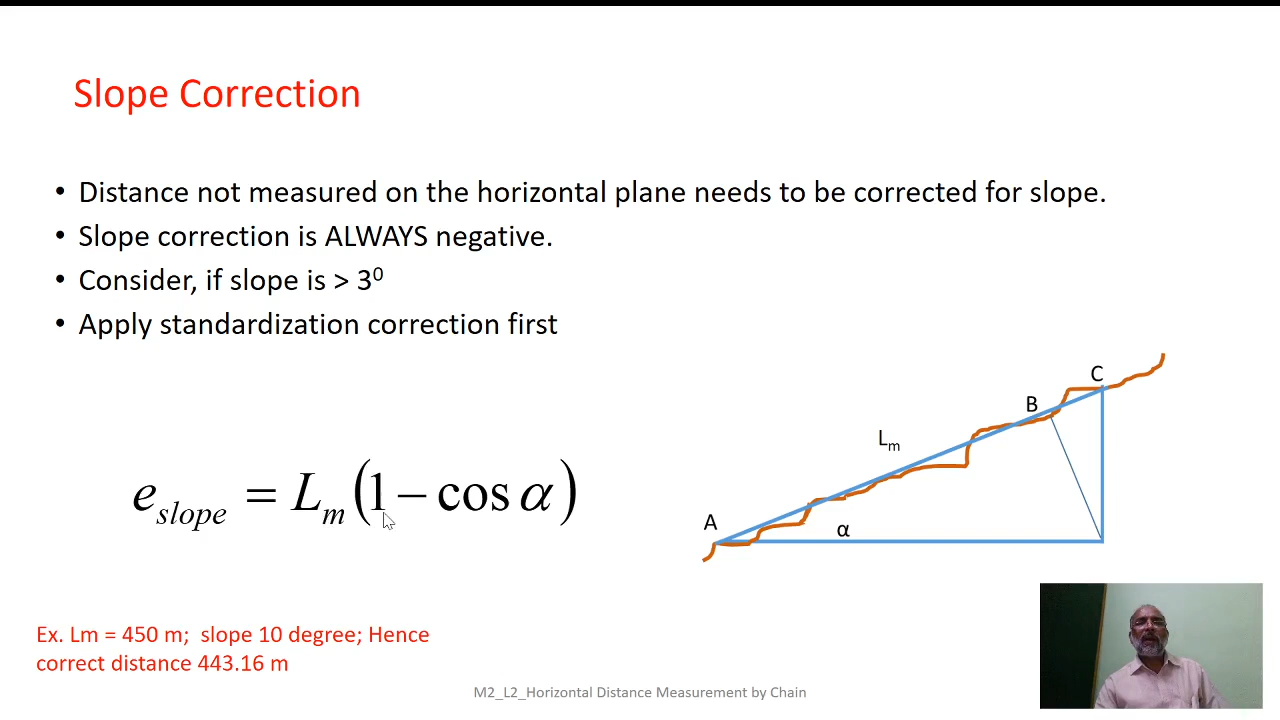 Slope Correction
• Distance not measured on the horizontal plane needs to be corrected for slope.
• Slope correction is ALWAYS negative.
• Consider, if slope is > 3⁰
• Apply standardization correction first
C
B
Lₘ
A
α
e_slope = Lₘ(1 − cos α)
Ex. Lm = 450 m; slope 10 degree; Hence
correct distance 443.16 m
M2_L2_Horizontal Distance Measurement by Chain